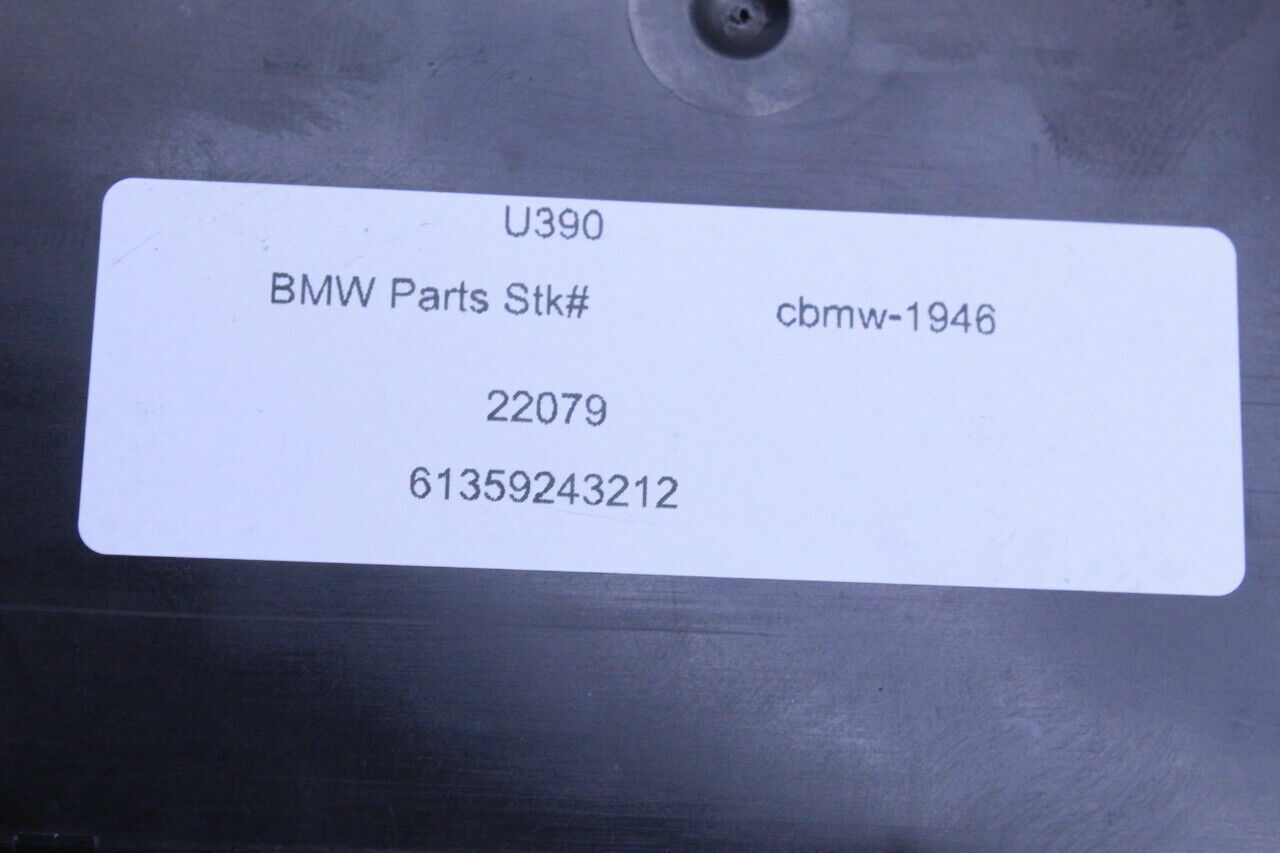 U390
BMW Parts Stk# cbmw-1946
22079
61359243212